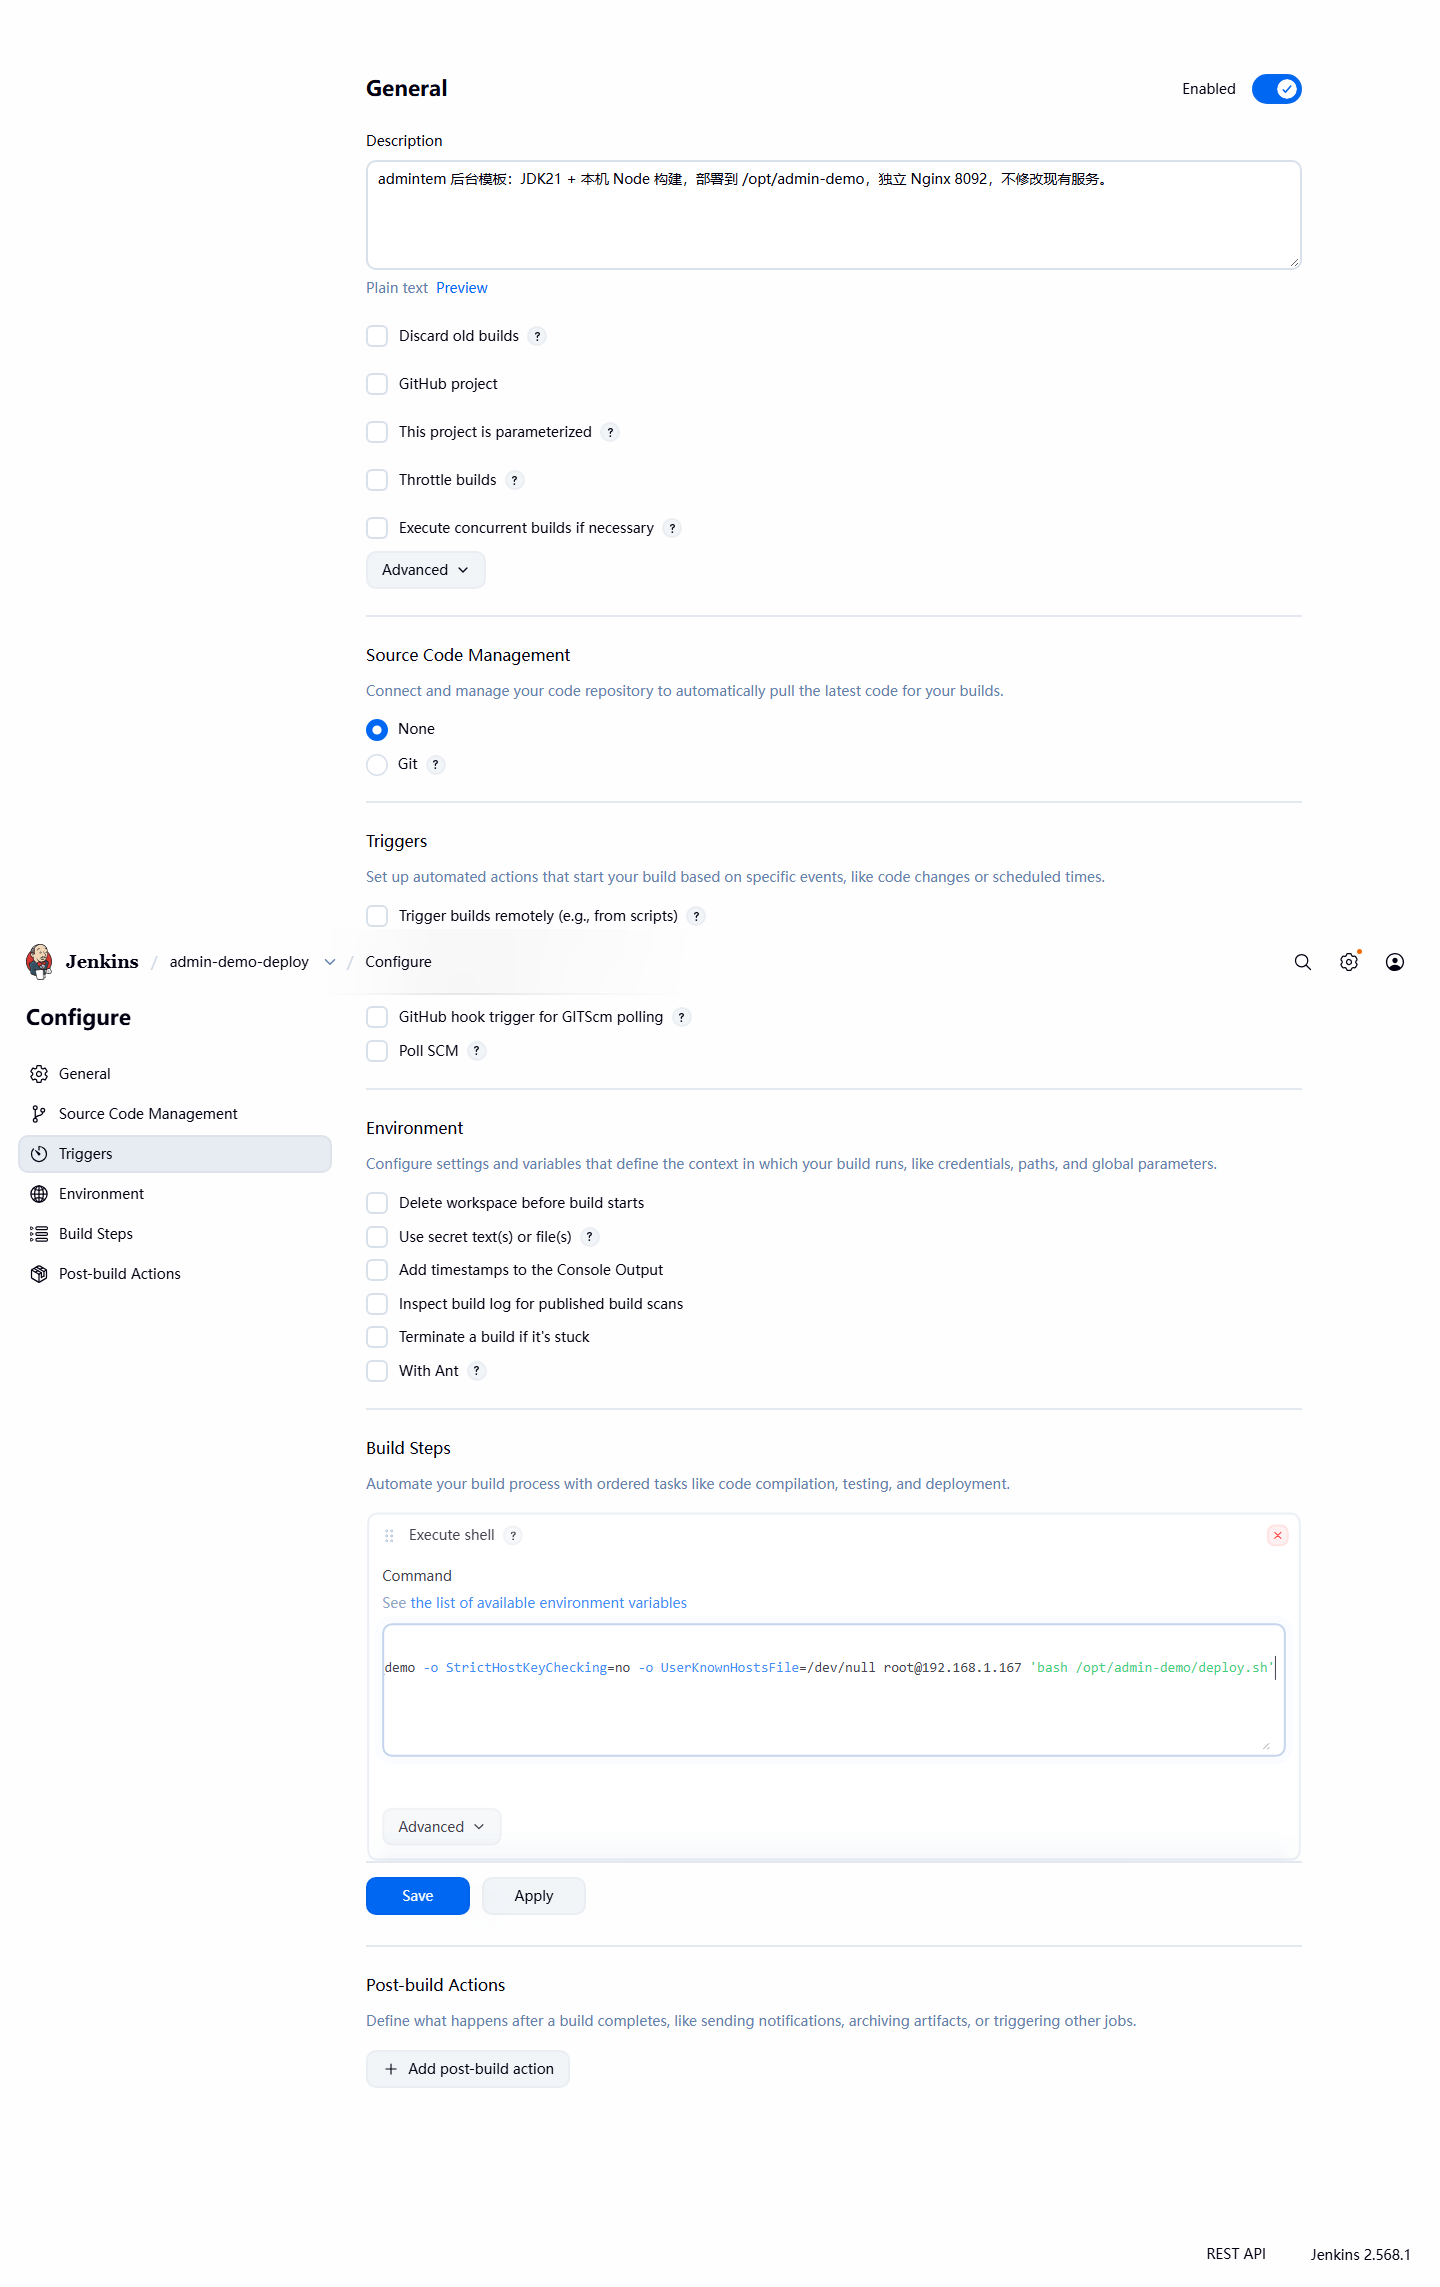 General
Enabled
Description
admintem 后台模板：JDK21 + 本机 Node 构建，部署到 /opt/admin-demo，独立 Nginx 8092，不修改现有服务。
Plain text Preview
Discard old builds ?
GitHub project
This project is parameterized ?
Throttle builds ?
Execute concurrent builds if necessary ?
Advanced
Source Code Management
Connect and manage your code repository to automatically pull the latest code for your builds.
None
Git ?
Triggers
Set up automated actions that start your build based on specific events, like code changes or scheduled times.
Trigger builds remotely (e.g., from scripts) ?
Jenkins / admin-demo-deploy / Configure
Configure
General
Source Code Management
Triggers
Environment
Build Steps
Post-build Actions
GitHub hook trigger for GITScm polling ?
Poll SCM ?
Environment
Configure settings and variables that define the context in which your build runs, like credentials, paths, and global parameters.
Delete workspace before build starts
Use secret text(s) or file(s) ?
Add timestamps to the Console Output
Inspect build log for published build scans
Terminate a build if it's stuck
With Ant ?
Build Steps
Automate your build process with ordered tasks like code compilation, testing, and deployment.
Execute shell ?
Command
See the list of available environment variables
demo -o StrictHostKeyChecking=no -o UserKnownHostsFile=/dev/null root@192.168.1.167 'bash /opt/admin-demo/deploy.sh'
Advanced
Save
Apply
Post-build Actions
Define what happens after a build completes, like sending notifications, archiving artifacts, or triggering other jobs.
Add post-build action
REST API
Jenkins 2.568.1